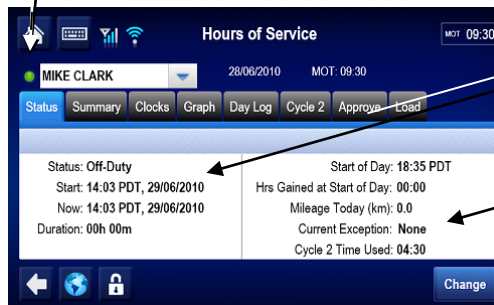 Hours of Service
MOT 09:30
MIKE CLARK
28/06/2010 MOT: 09:30
Status Summary Clocks Graph Day Log Cycle 2 Approve Load
Status: Off-Duty
Start: 14:03 PDT, 29/06/2010
Now: 14:03 PDT, 29/06/2010
Duration: 00h 00m
Start of Day: 18:35 PDT
Hrs Gained at Start of Day: 00:00
Mileage Today (km): 0.0
Current Exception: None
Cycle 2 Time Used: 04:30
Change